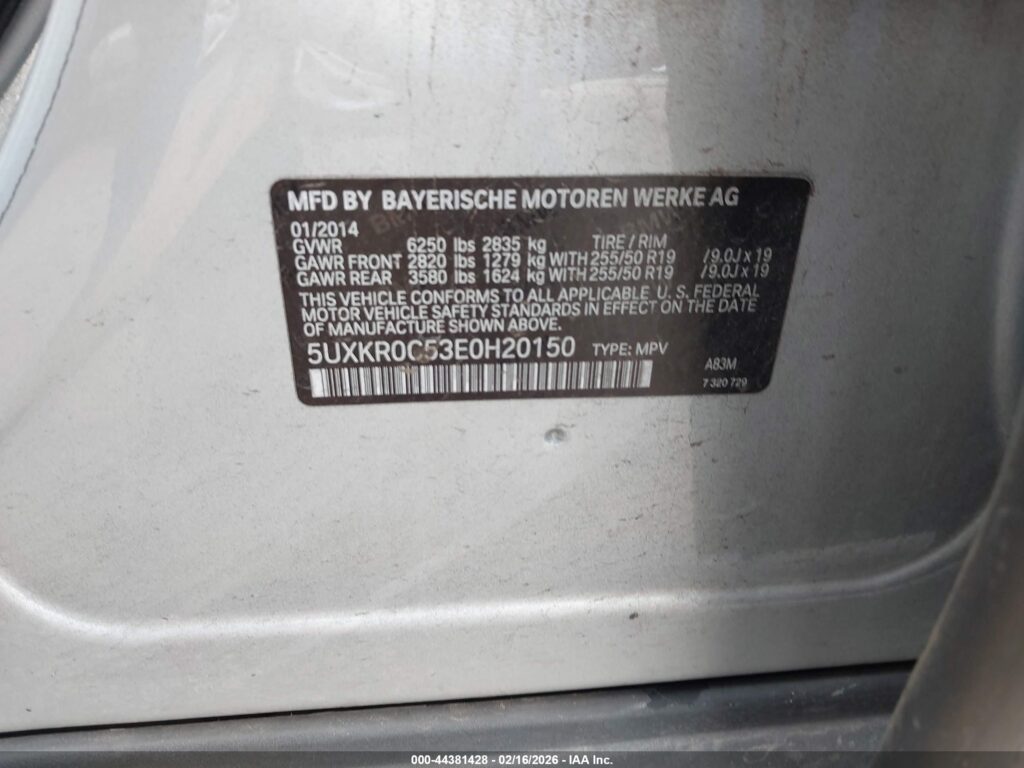 MFD BY BAYERISCHE MOTOREN WERKE AG
01/2014
GVWR 6250 lbs 2835 kg TIRE / RIM
GAWR FRONT 2820 lbs 1279 kg WITH 255/50 R19 /9.0J x 19
GAWR REAR 3580 lbs 1624 kg WITH 255/50 R19 /9.0J x 19
THIS VEHICLE CONFORMS TO ALL APPLICABLE U. S. FEDERAL
MOTOR VEHICLE SAFETY STANDARDS IN EFFECT ON THE DATE
OF MANUFACTURE SHOWN ABOVE
5UXKR0C53E0H20150 TYPE: MPV
A83M
7 320 729
000-44381428 - 02/16/2026 - IAA Inc.